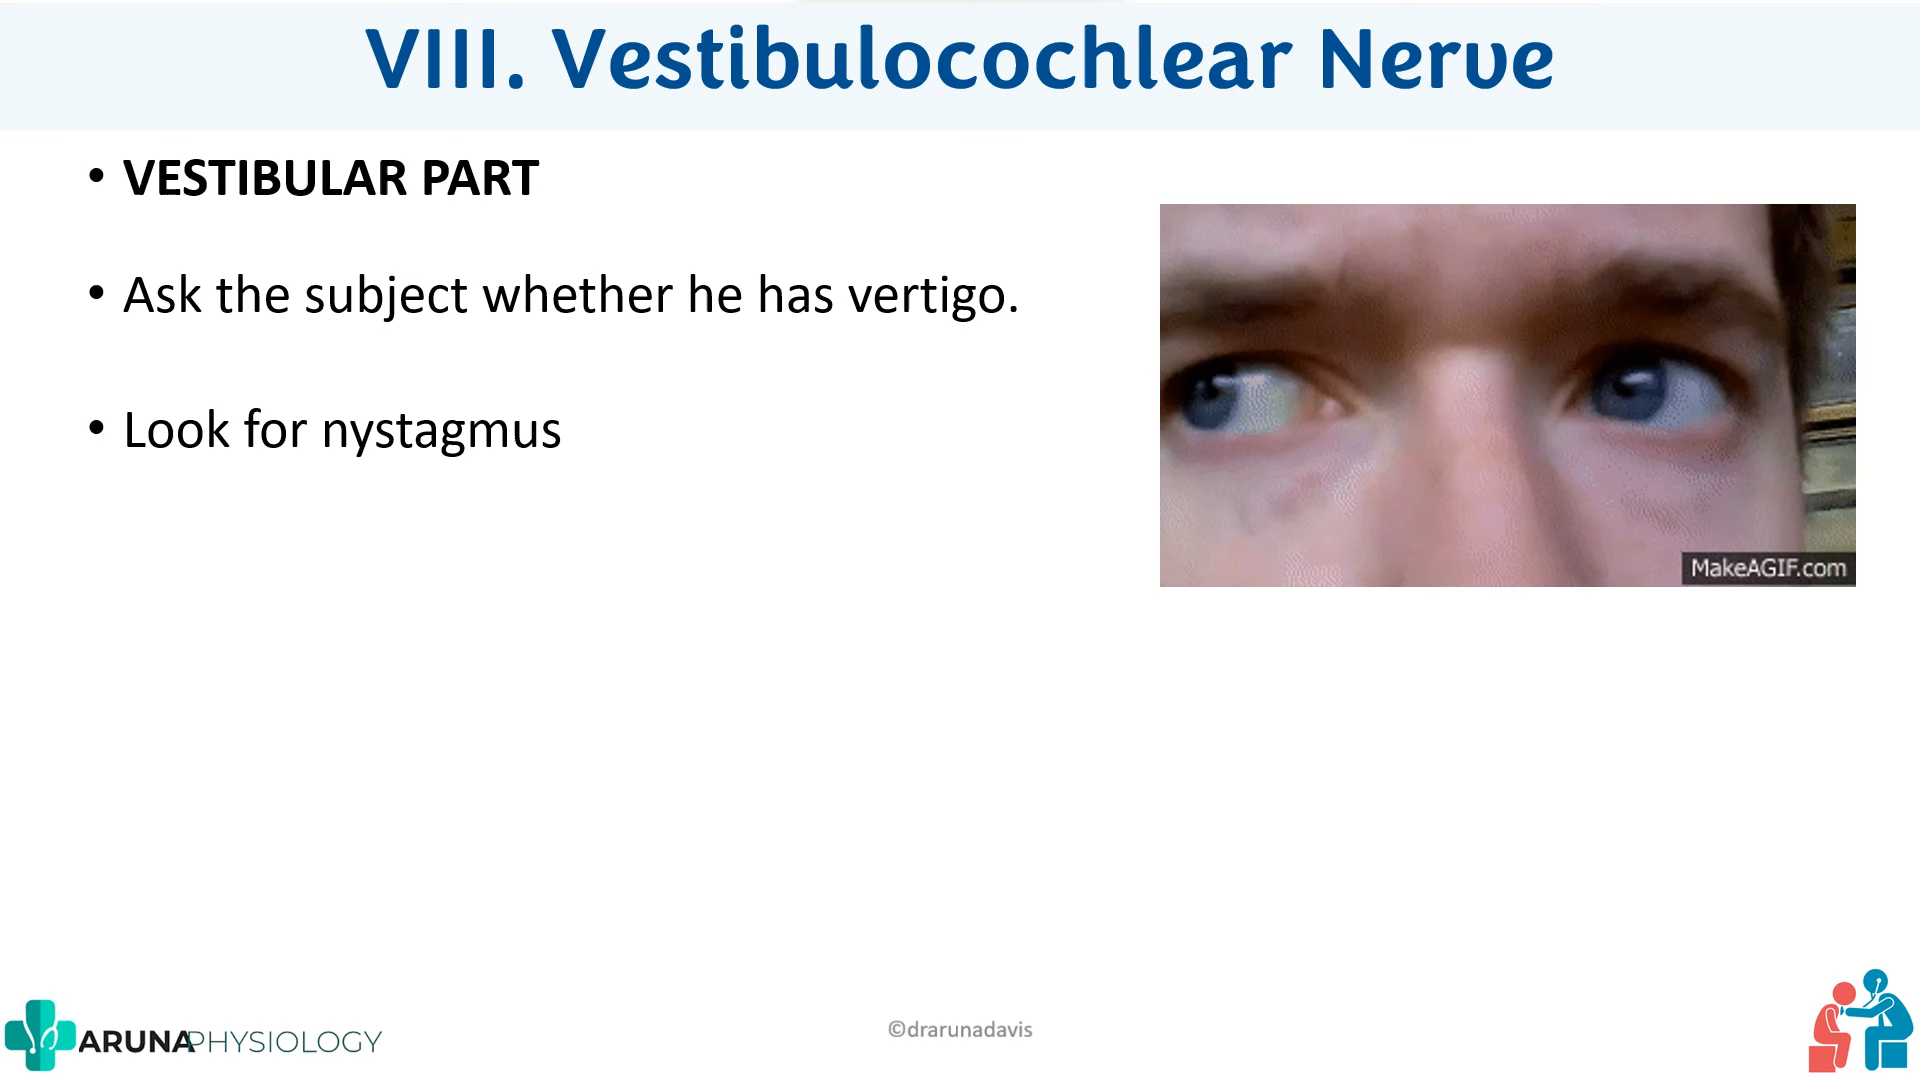 VIII. Vestibulocochlear Nerve
• VESTIBULAR PART
• Ask the subject whether he has vertigo.
• Look for nystagmus
MakeAGIF.com
ARUNAPHYSIOLOGY
©drarunadavis